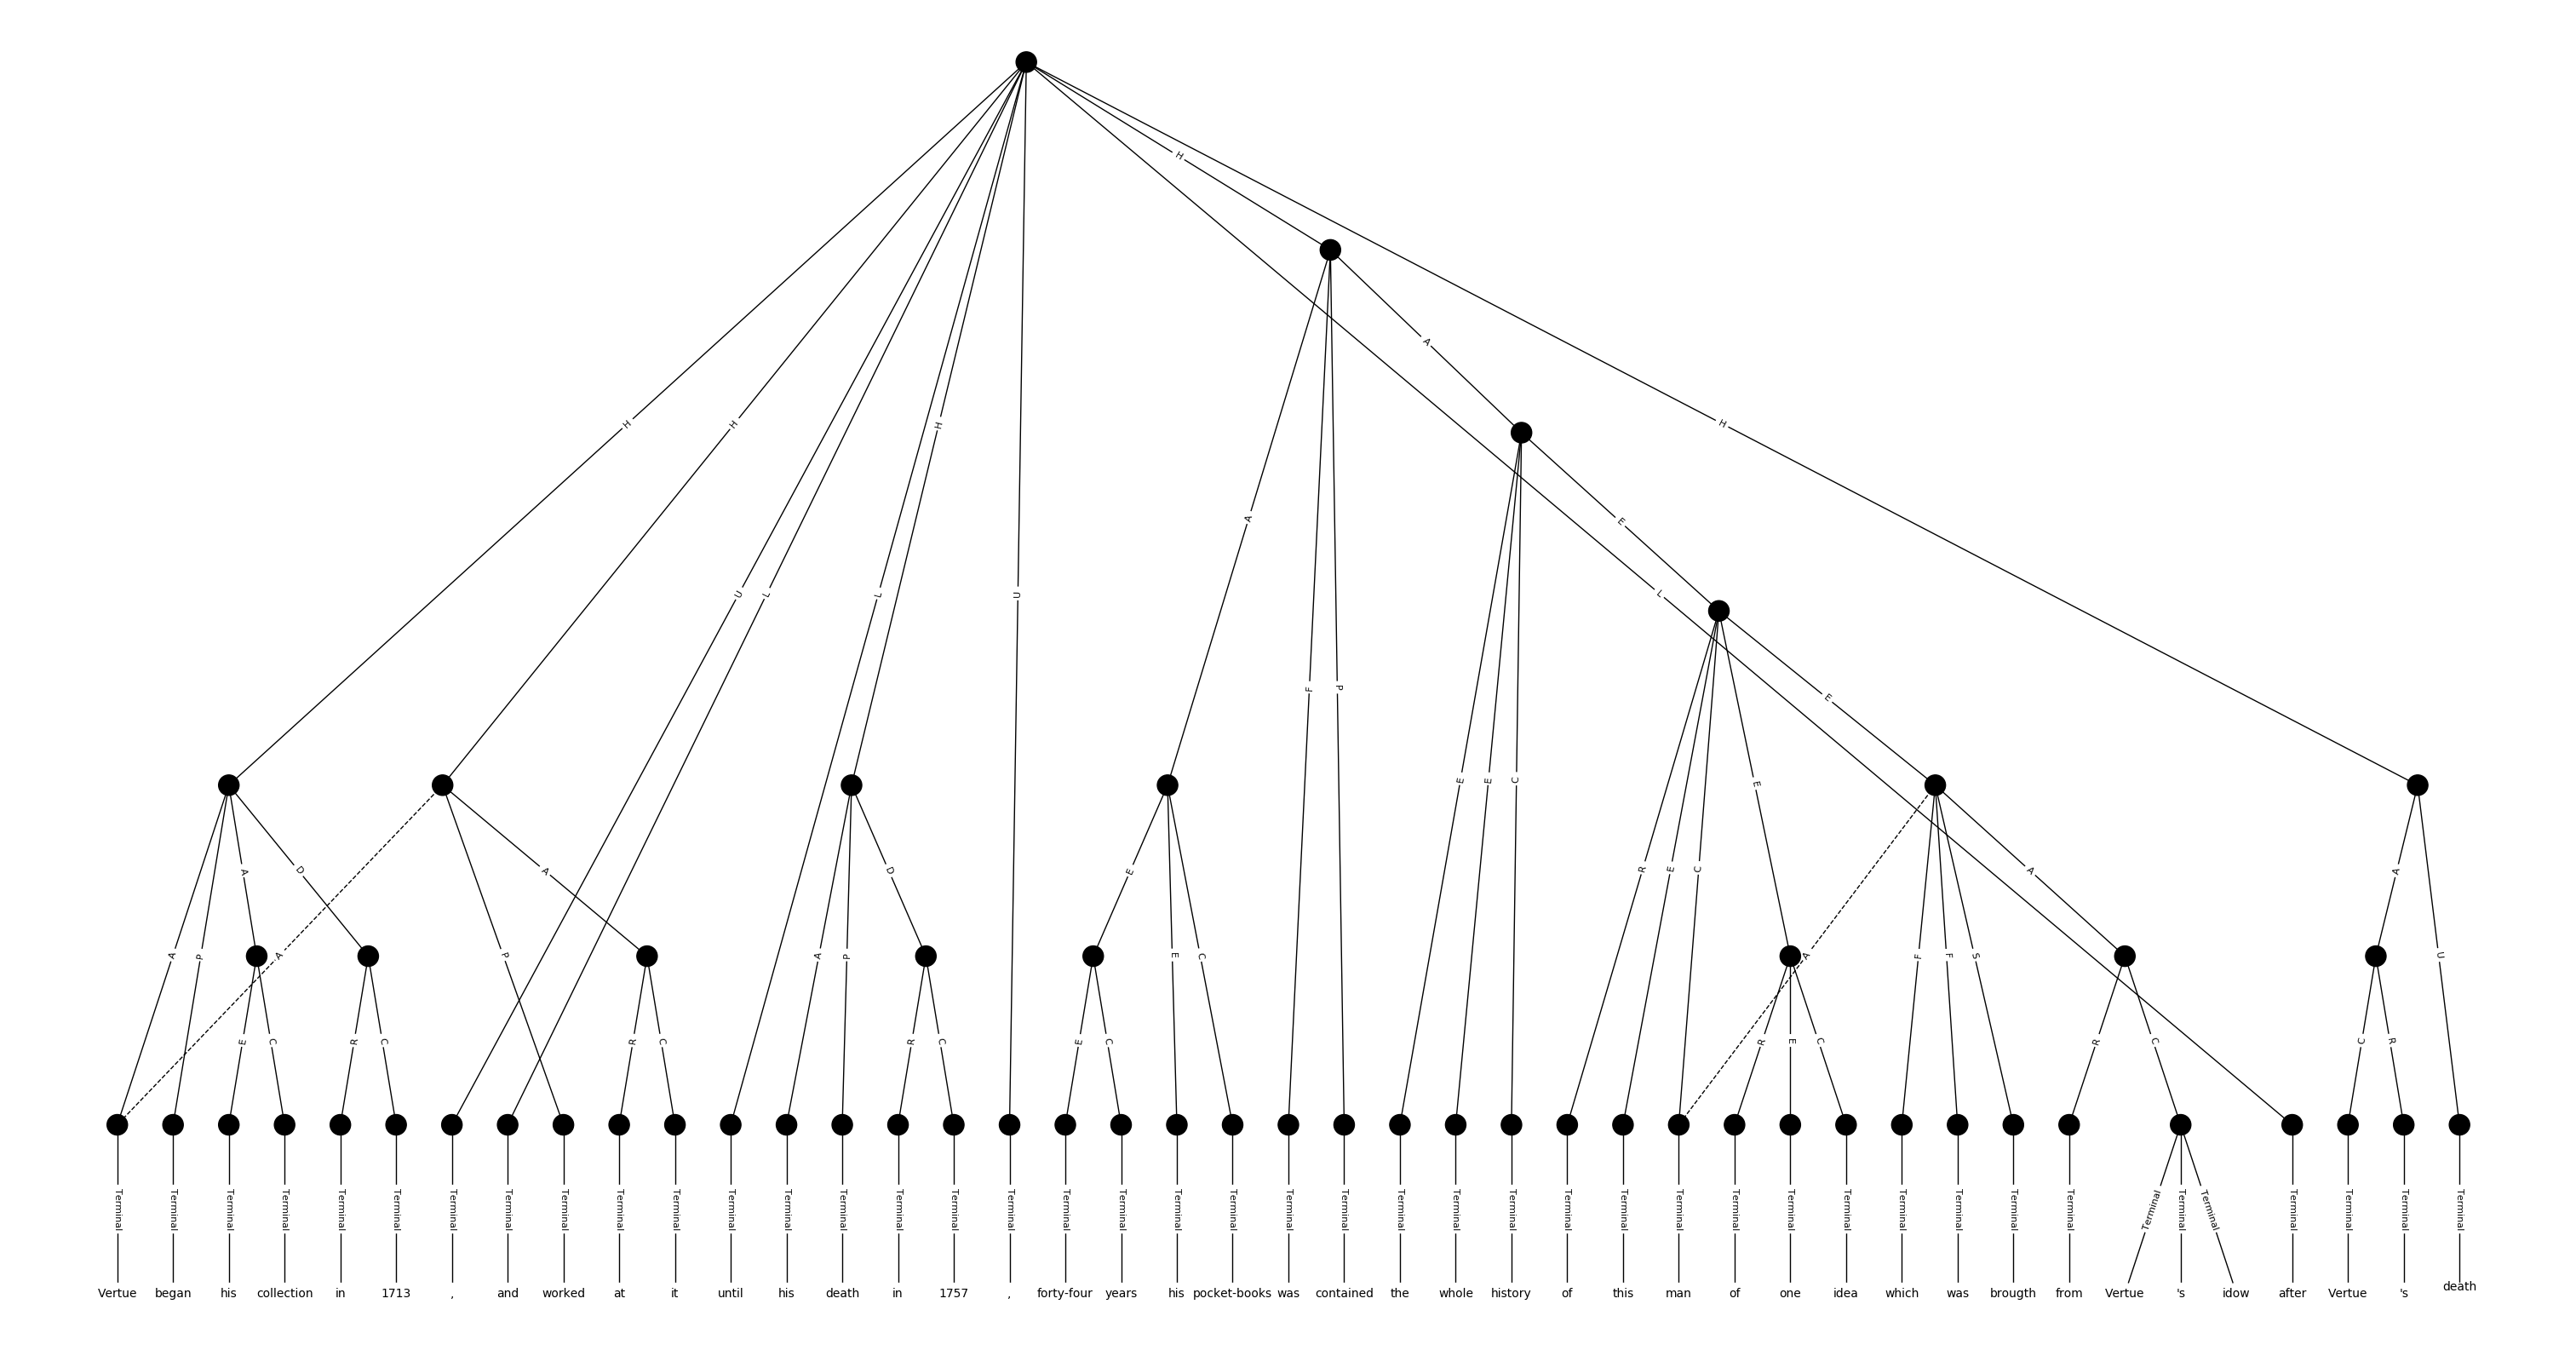 H
H
A
H
H
H
A
E
U
L
L
U
L
F
P
E
E
E
C
A
D
A
D
E
R
E
C
E
A
A
A
P
A
P
A
P
E
C
A
F
F
S
C
U
E
C
R
C
R
C
R
C
E
C
R
E
C
R
C
C
R
Terminal Terminal Terminal Terminal Terminal Terminal Terminal Terminal Terminal Terminal Terminal Terminal Terminal Terminal Terminal Terminal Terminal Terminal Terminal Terminal Terminal Terminal Terminal Terminal Terminal Terminal Terminal Terminal Terminal Terminal Terminal Terminal Terminal Terminal Terminal Terminal Terminal Terminal Terminal Terminal Terminal Terminal Terminal
Vertue began his collection in 1713 , and worked at it until his death in 1757 , forty-four years his pocket-books was contained the whole history of this man of one idea which was brougth from Vertue 's idow after Vertue 's death